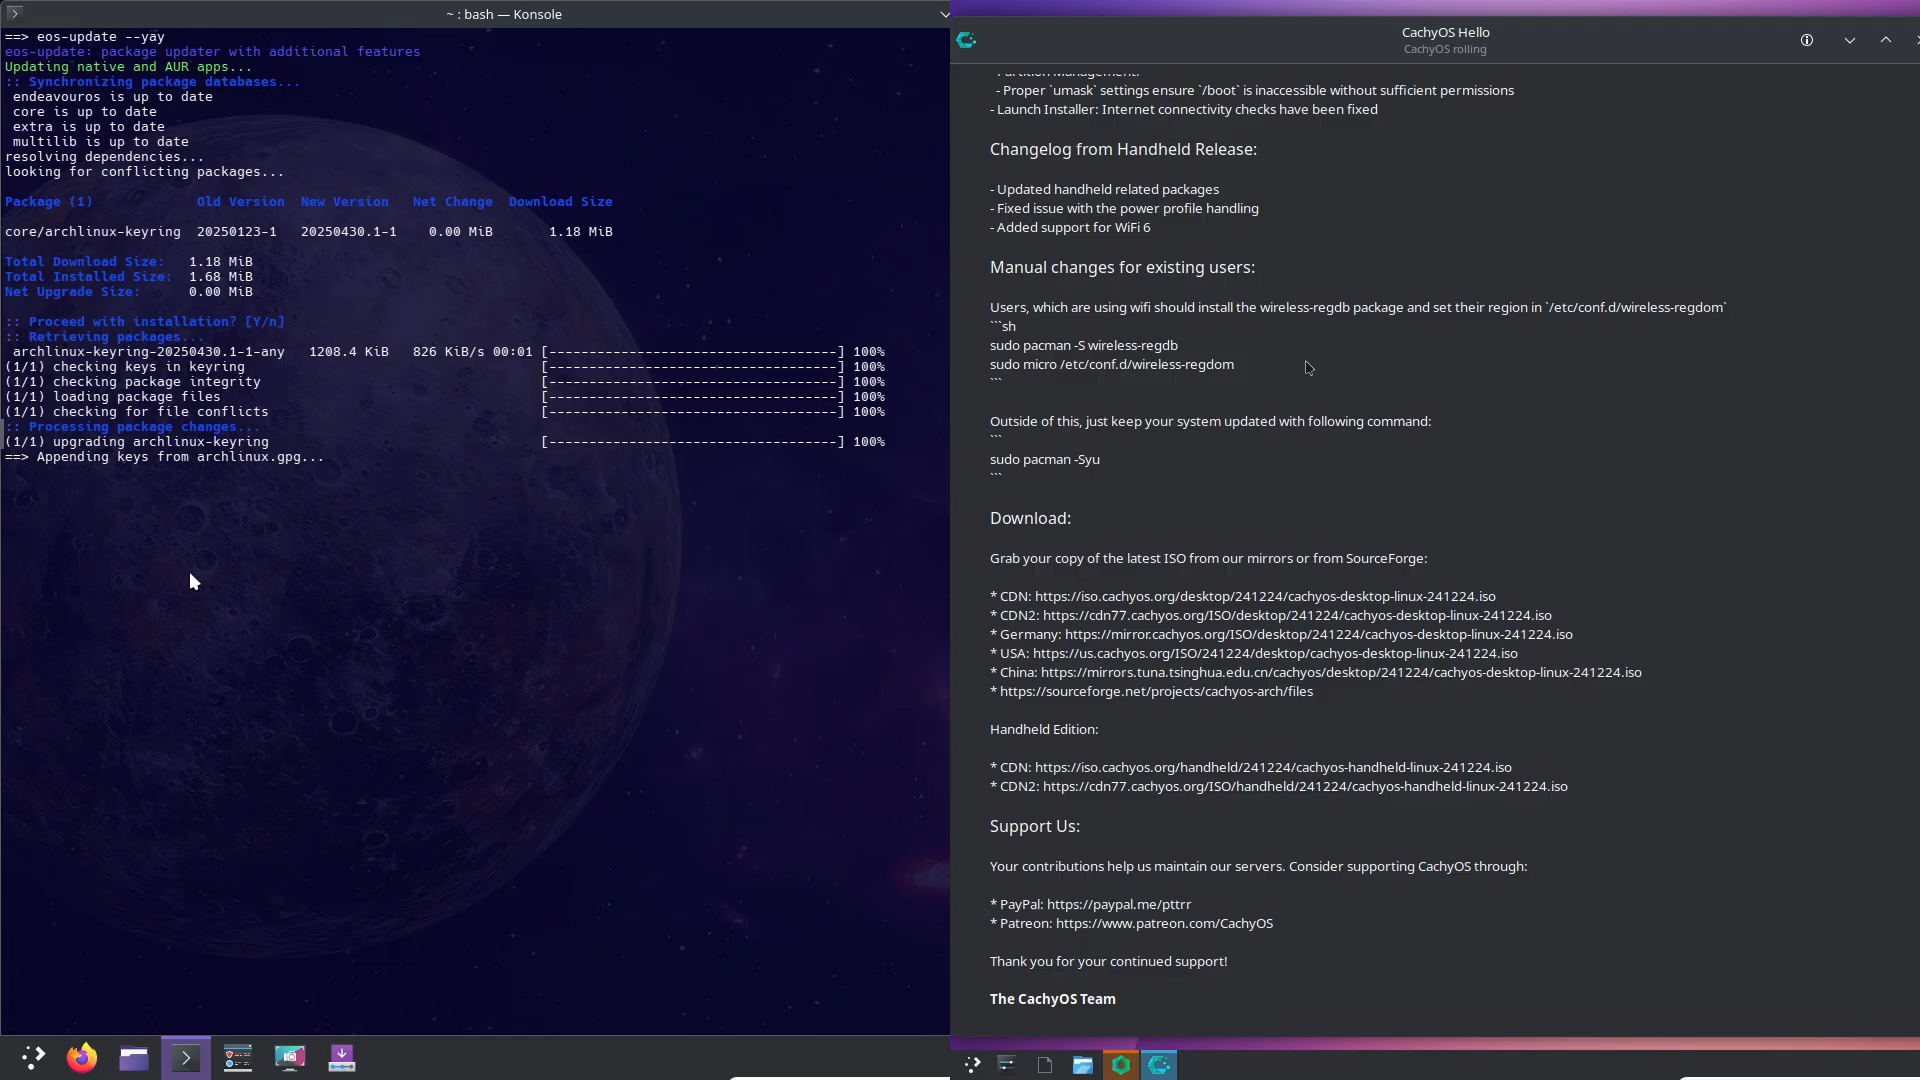 ~ : bash — Konsole
==> eos-update --yay
eos-update: package updater with additional features
Updating native and AUR apps...
:: Synchronizing package databases...
endeavouros is up to date
core is up to date
extra is up to date
multilib is up to date
resolving dependencies...
looking for conflicting packages...
Package (1) Old Version New Version Net Change Download Size
core/archlinux-keyring 20250123-1 20250430.1-1 0.00 MiB 1.18 MiB
Total Download Size: 1.18 MiB
Total Installed Size: 1.68 MiB
Net Upgrade Size: 0.00 MiB
:: Proceed with installation? [Y/n]
:: Retrieving packages...
archlinux-keyring-20250430.1-1-any 1208.4 KiB 826 KiB/s 00:01 [------------------------------------] 100%
(1/1) checking keys in keyring [------------------------------------] 100%
(1/1) checking package integrity [------------------------------------] 100%
(1/1) loading package files [------------------------------------] 100%
(1/1) checking for file conflicts [------------------------------------] 100%
:: Processing package changes...
(1/1) upgrading archlinux-keyring [------------------------------------] 100%
==> Appending keys from archlinux.gpg...
CachyOS Hello
CachyOS rolling
- Partition Management:
- Proper `umask` settings ensure `/boot` is inaccessible without sufficient permissions
- Launch Installer: Internet connectivity checks have been fixed
Changelog from Handheld Release:
- Updated handheld related packages
- Fixed issue with the power profile handling
- Added support for WiFi 6
Manual changes for existing users:
Users, which are using wifi should install the wireless-regdb package and set their region in `/etc/conf.d/wireless-regdom`
```sh
sudo pacman -S wireless-regdb
sudo micro /etc/conf.d/wireless-regdom
```
Outside of this, just keep your system updated with following command:
```
sudo pacman -Syu
```
Download:
Grab your copy of the latest ISO from our mirrors or from SourceForge:
* CDN: https://iso.cachyos.org/desktop/241224/cachyos-desktop-linux-241224.iso
* CDN2: https://cdn77.cachyos.org/ISO/desktop/241224/cachyos-desktop-linux-241224.iso
* Germany: https://mirror.cachyos.org/ISO/desktop/241224/cachyos-desktop-linux-241224.iso
* USA: https://us.cachyos.org/ISO/241224/desktop/cachyos-desktop-linux-241224.iso
* China: https://mirrors.tuna.tsinghua.edu.cn/cachyos/desktop/241224/cachyos-desktop-linux-241224.iso
* https://sourceforge.net/projects/cachyos-arch/files
Handheld Edition:
* CDN: https://iso.cachyos.org/handheld/241224/cachyos-handheld-linux-241224.iso
* CDN2: https://cdn77.cachyos.org/ISO/handheld/241224/cachyos-handheld-linux-241224.iso
Support Us:
Your contributions help us maintain our servers. Consider supporting CachyOS through:
* PayPal: https://paypal.me/pttrr
* Patreon: https://www.patreon.com/CachyOS
Thank you for your continued support!
The CachyOS Team